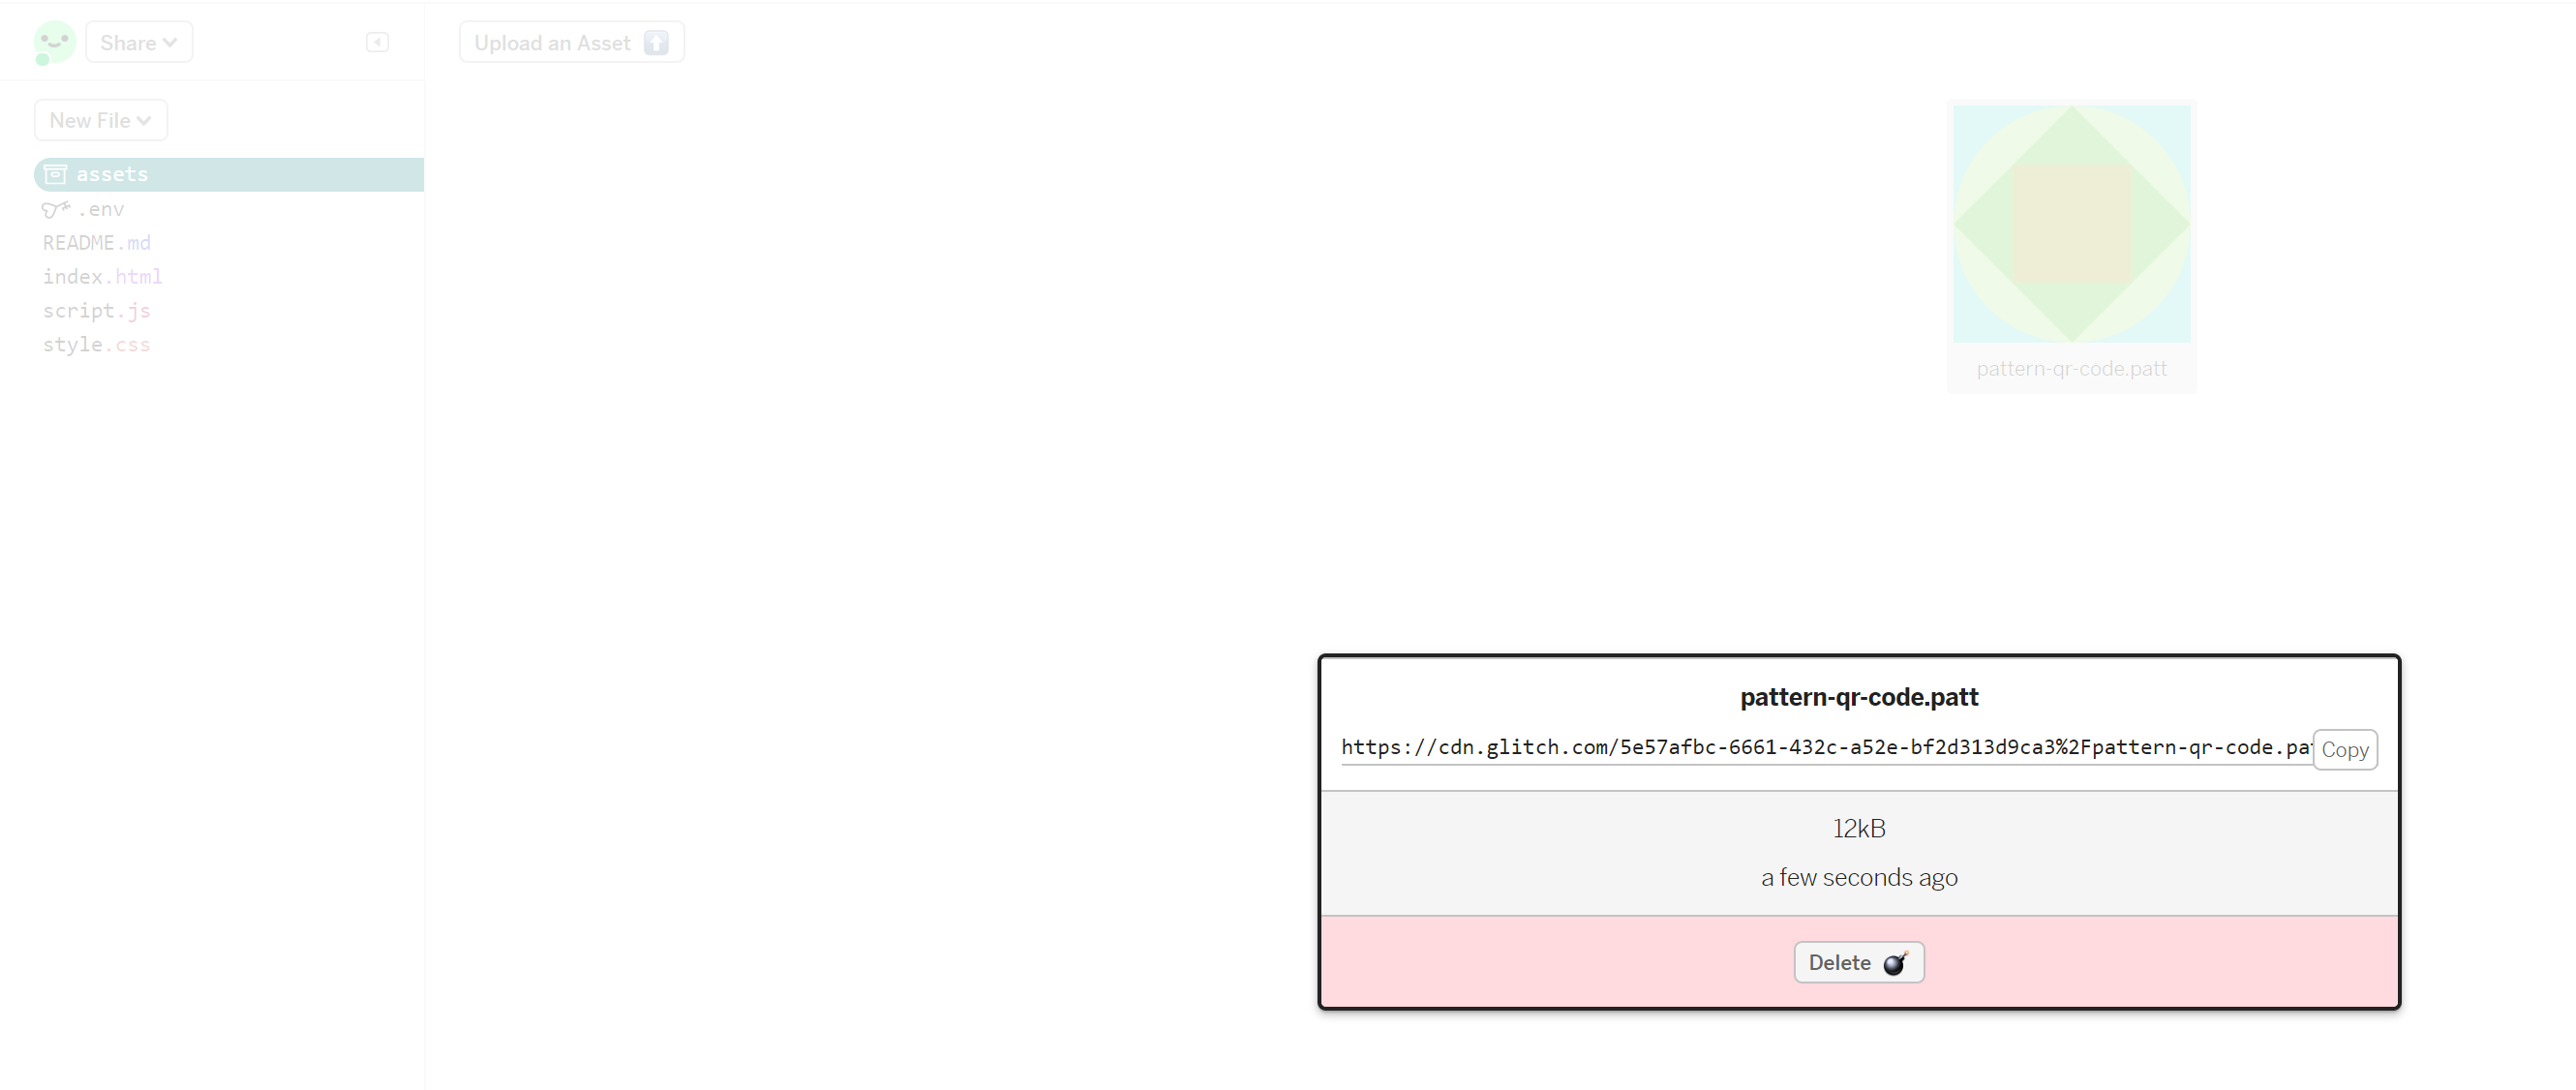 Share
Upload an Asset
New File
assets
.env
README.md
index.html
script.js
style.css
pattern-qr-code.patt
pattern-qr-code.patt
https://cdn.glitch.com/5e57afbc-6661-432c-a52e-bf2d313d9ca3%2Fpattern-qr-code.pa
Copy
12kB
a few seconds ago
Delete